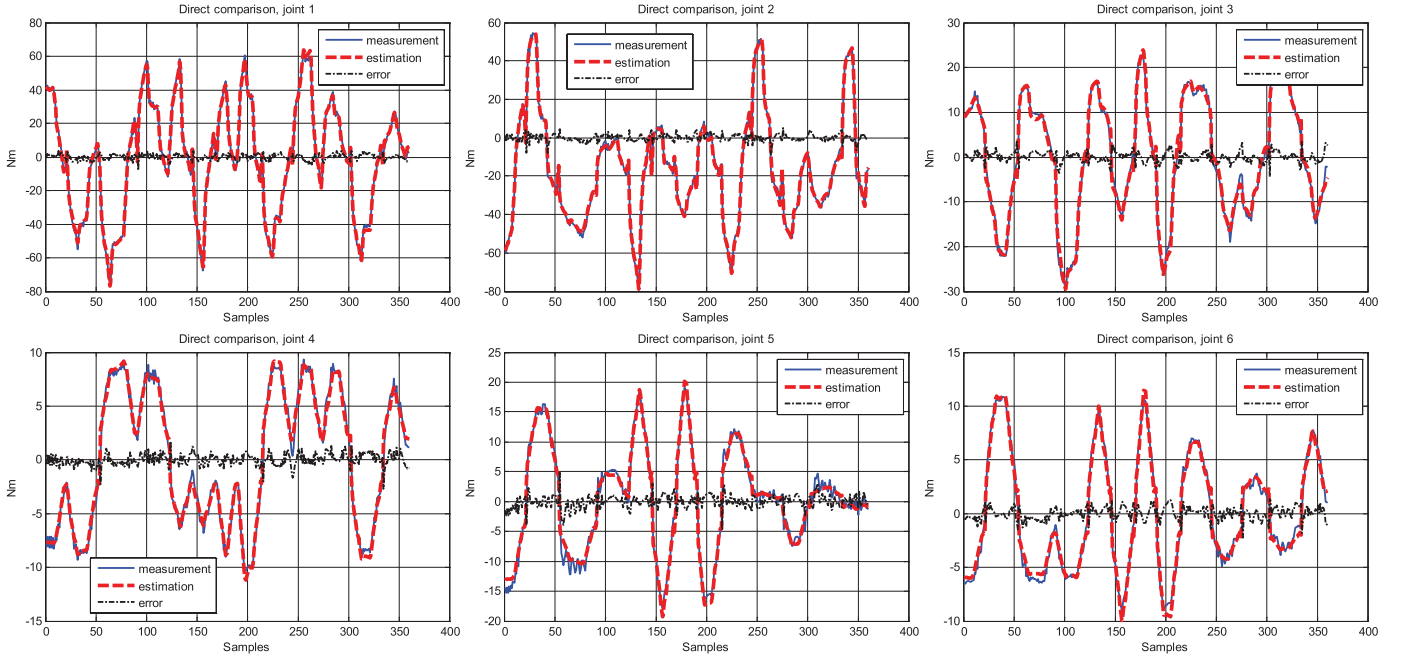 Direct comparison, joint 1
80
60
40
20
0
-20
-40
-60
-80
Nm
0 50 100 150 200 250 300 350 400
Samples
measurement
estimation
error
Direct comparison, joint 2
60
40
20
0
-20
-40
-60
-80
Nm
0 50 100 150 200 250 300 350 400
Samples
measurement
estimation
error
Direct comparison, joint 3
30
20
10
0
-10
-20
-30
Nm
0 50 100 150 200 250 300 350 400
Samples
measurement
estimation
error
Direct comparison, joint 4
10
5
0
-5
-10
-15
Nm
0 50 100 150 200 250 300 350 400
Samples
measurement
estimation
error
Direct comparison, joint 5
25
20
15
10
5
0
-5
-10
-15
-20
Nm
0 50 100 150 200 250 300 350 400
Samples
measurement
estimation
error
Direct comparison, joint 6
15
10
5
0
-5
-10
Nm
0 50 100 150 200 250 300 350 400
Samples
measurement
estimation
error